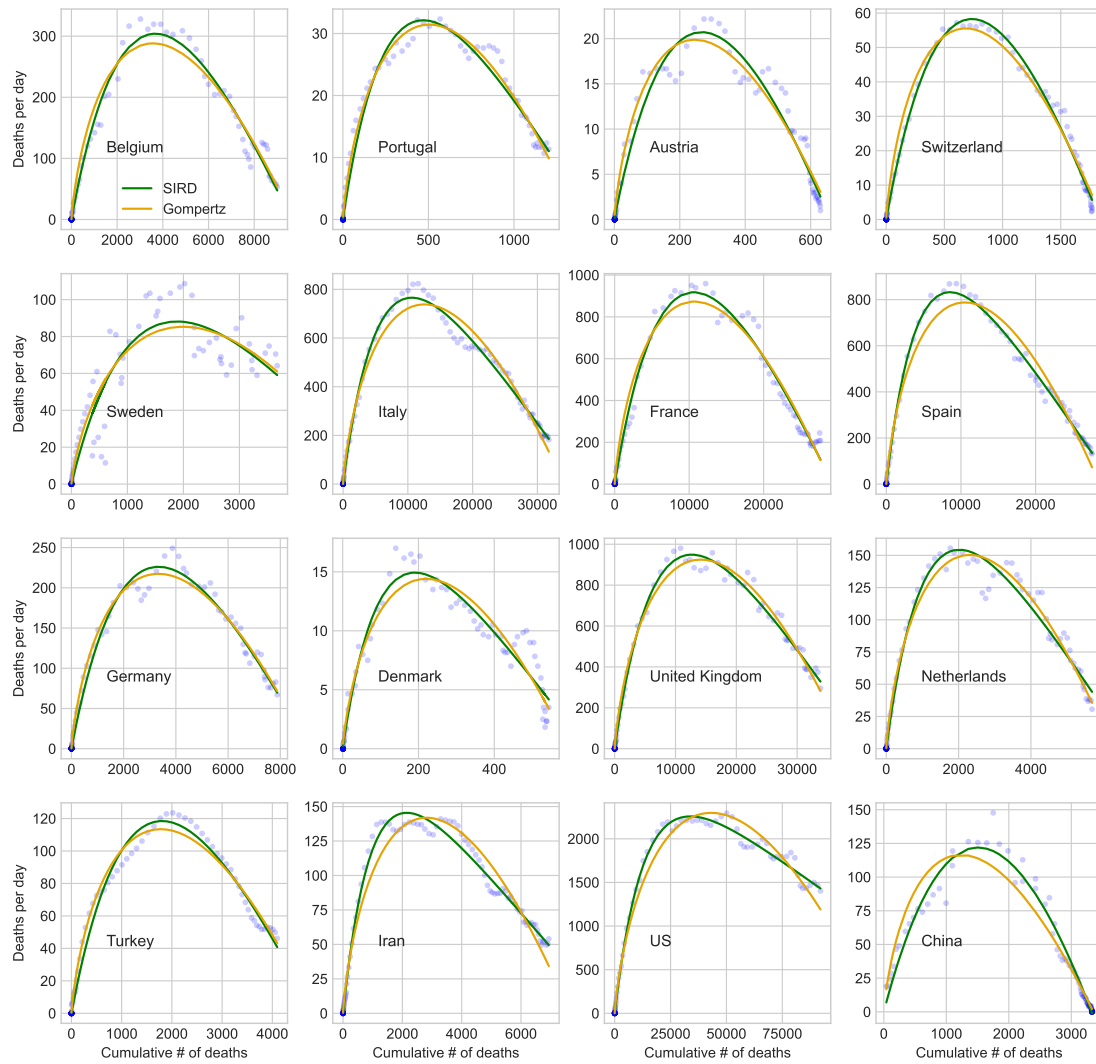 300
200
100
0
0 2000 4000 6000 8000
Deaths per day
Belgium
SIRD
Gompertz
30
20
10
0
0 500 1000
Portugal
20
15
10
5
0
0 200 400 600
Austria
60
50
40
30
20
10
0
0 500 1000 1500
Switzerland
100
80
60
40
20
0
0 1000 2000 3000
Deaths per day
Sweden
800
600
400
200
0
0 10000 20000 30000
Italy
1000
800
600
400
200
0
0 10000 20000
France
800
600
400
200
0
0 10000 20000
Spain
250
200
150
100
50
0
0 2000 4000 6000 8000
Deaths per day
Germany
15
10
5
0
0 200 400
Denmark
1000
800
600
400
200
0
0 10000 20000 30000
United Kingdom
150
125
100
75
50
25
0
0 2000 4000
Netherlands
120
100
80
60
40
20
0
0 1000 2000 3000 4000
Deaths per day
Cumulative # of deaths
Turkey
150
125
100
75
50
25
0
0 2000 4000 6000
Cumulative # of deaths
Iran
2000
1500
1000
500
0
0 25000 50000 75000
Cumulative # of deaths
US
150
125
100
75
50
25
0
0 1000 2000 3000
Cumulative # of deaths
China